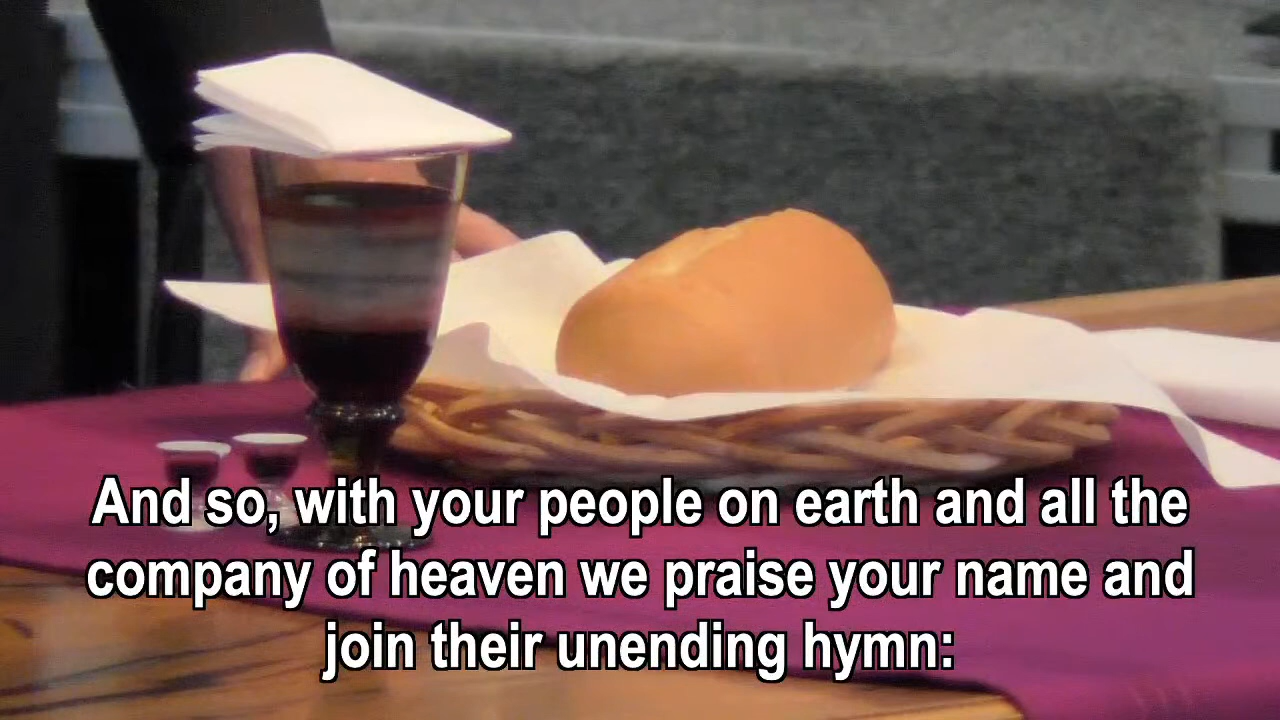 And so, with your people on earth and all the
company of heaven we praise your name and
join their unending hymn: